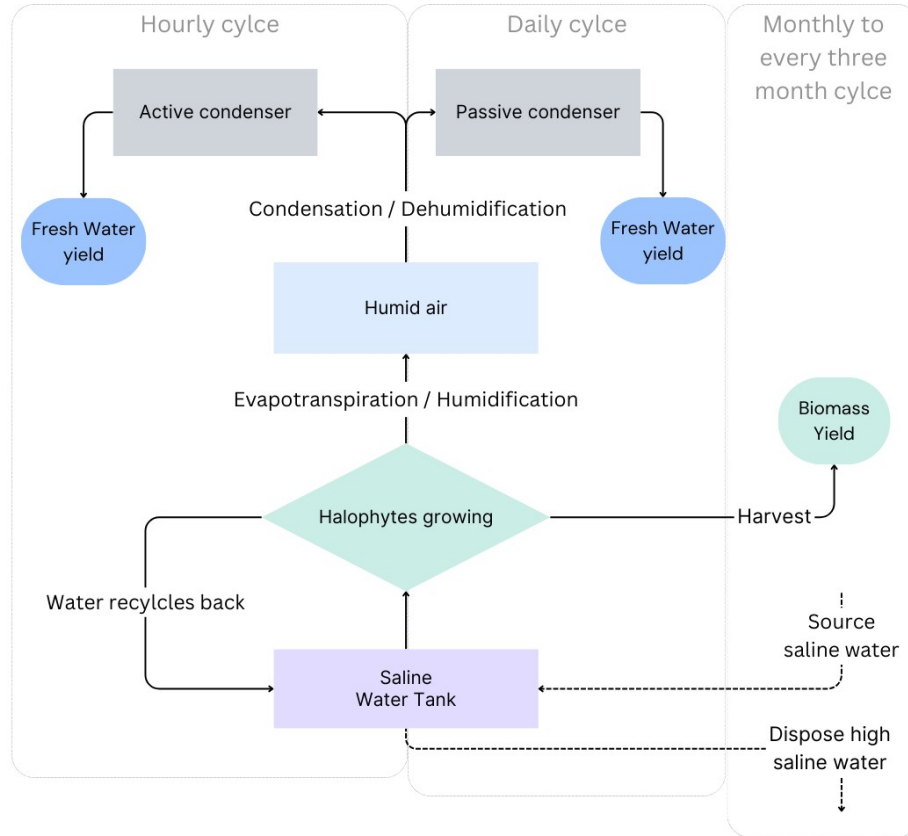 Hourly cylce
Daily cylce
Monthly to
every three
month cylce
Active condenser
Passive condenser
Fresh Water
yield
Condensation / Dehumidification
Fresh Water
yield
Humid air
Evapotranspiration / Humidification
Biomass
Yield
Halophytes growing
Harvest
Water recylcles back
Source
saline water
Saline
Water Tank
Dispose high
saline water